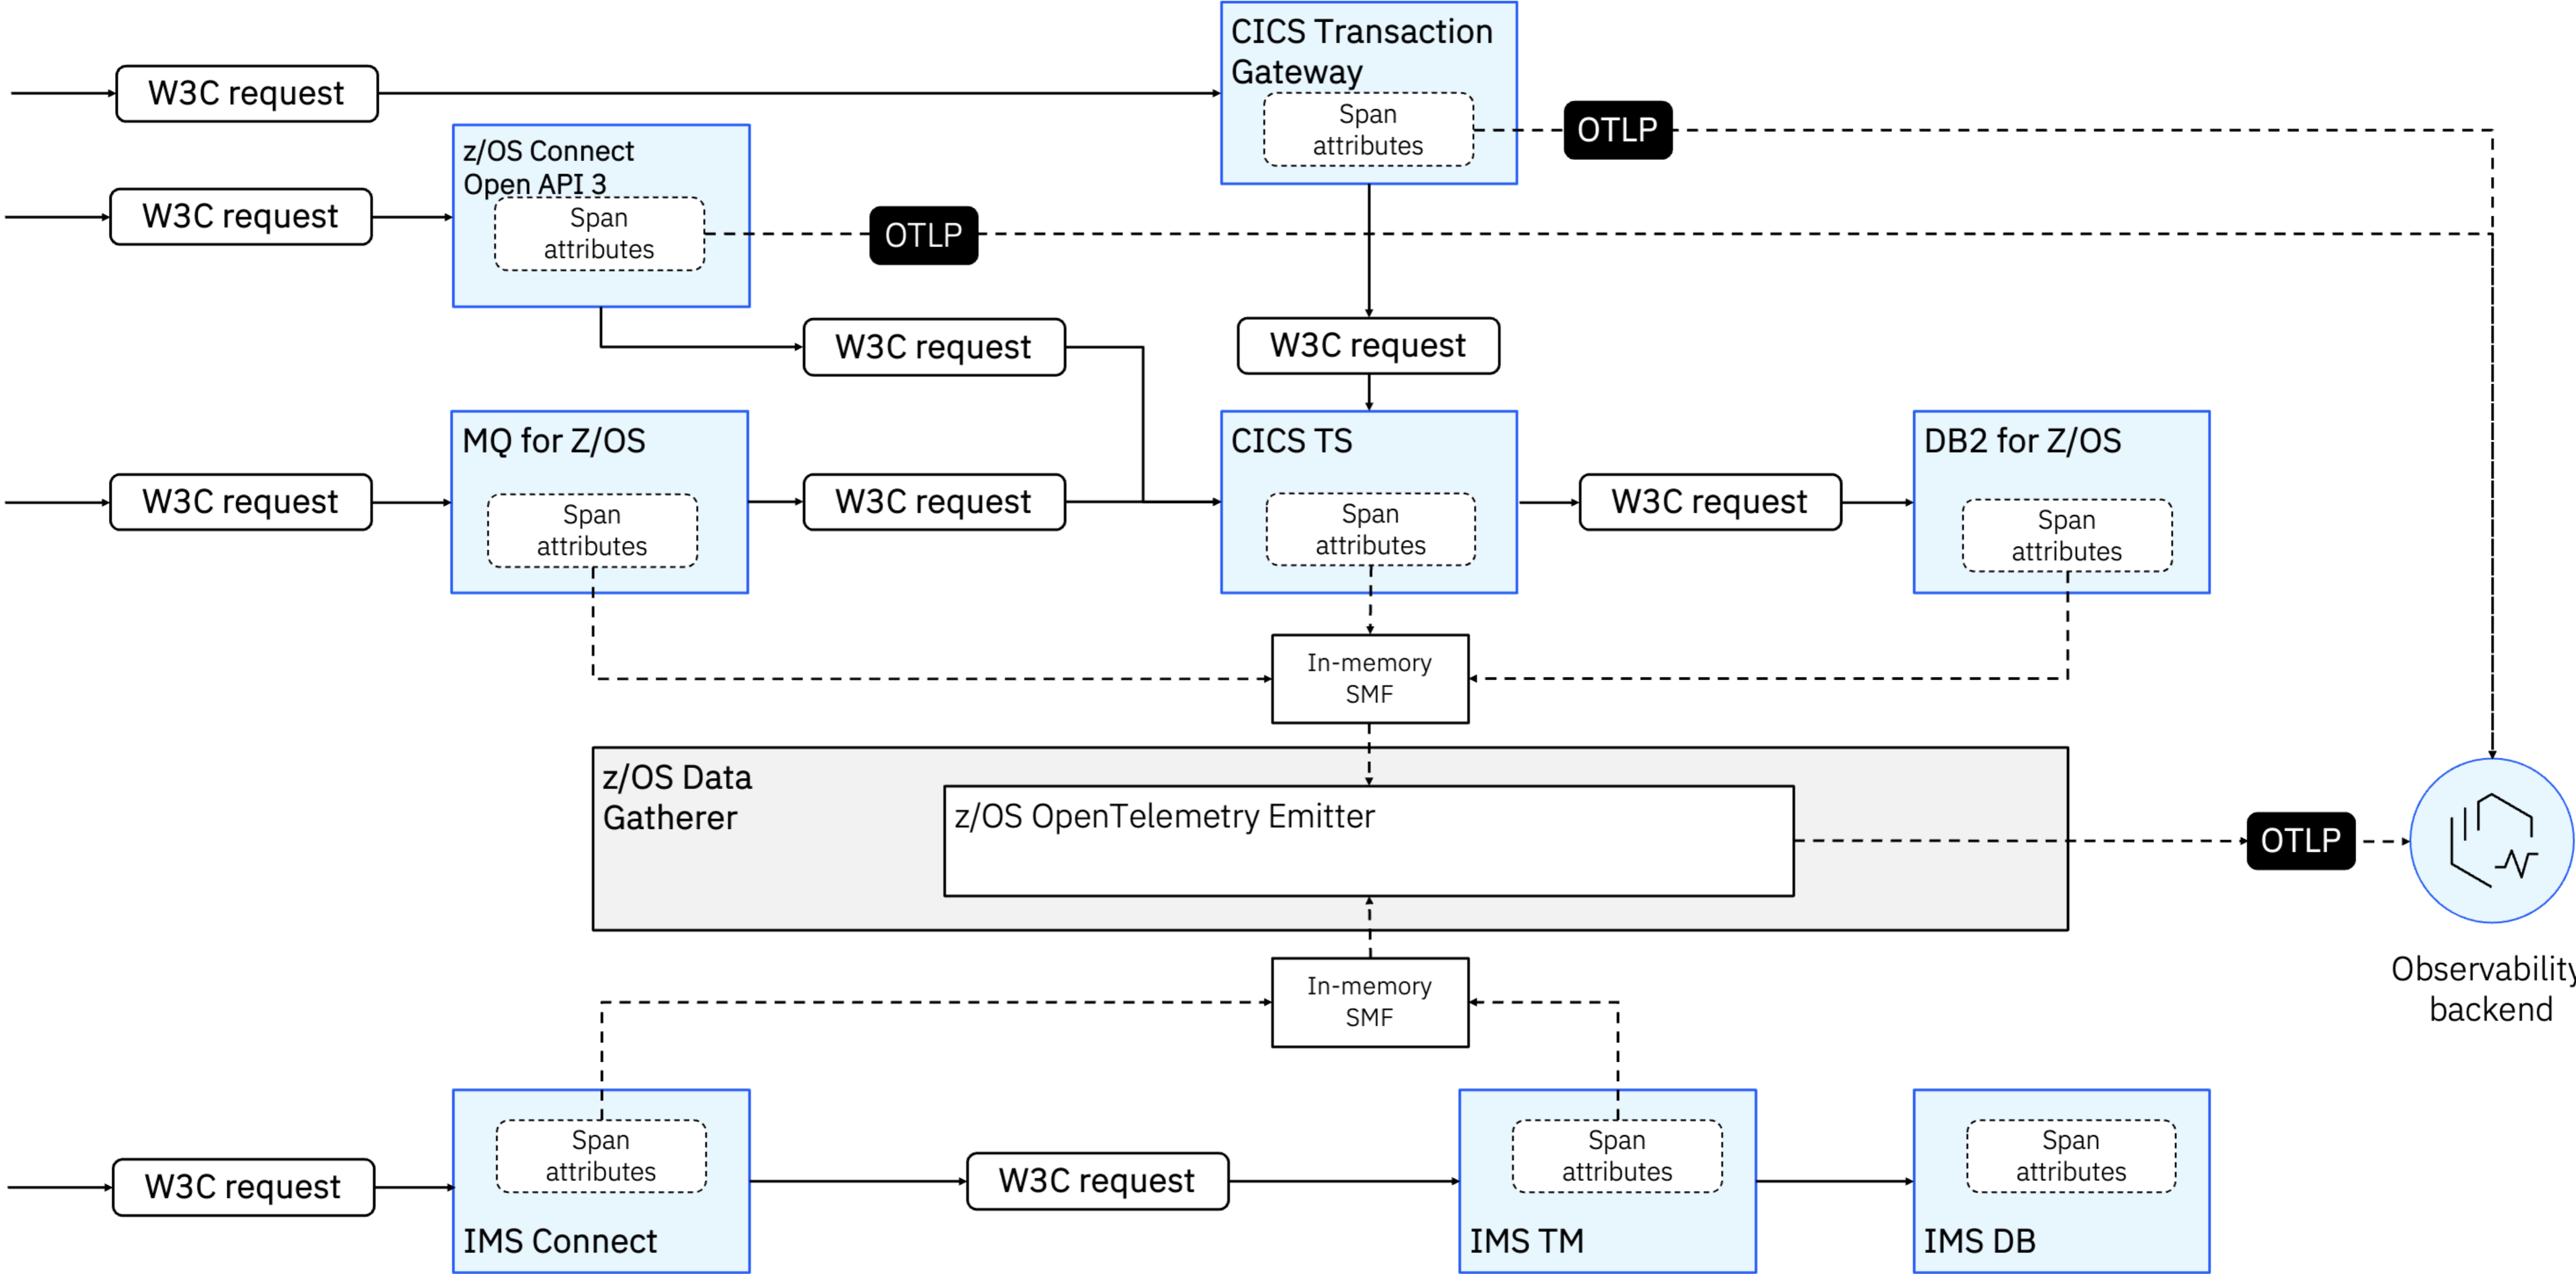 CICS Transaction
Gateway
W3C request
Span
attributes
OTLP
z/OS Connect
Open API 3
W3C request
Span
attributes
OTLP
W3C request
W3C request
MQ for Z/OS
CICS TS
DB2 for Z/OS
W3C request
Span
attributes
W3C request
Span
attributes
W3C request
Span
attributes
In-memory
SMF
z/OS Data
Gatherer
z/OS OpenTelemetry Emitter
OTLP
Observability
backend
In-memory
SMF
W3C request
Span
attributes
IMS Connect
W3C request
Span
attributes
IMS TM
Span
attributes
IMS DB